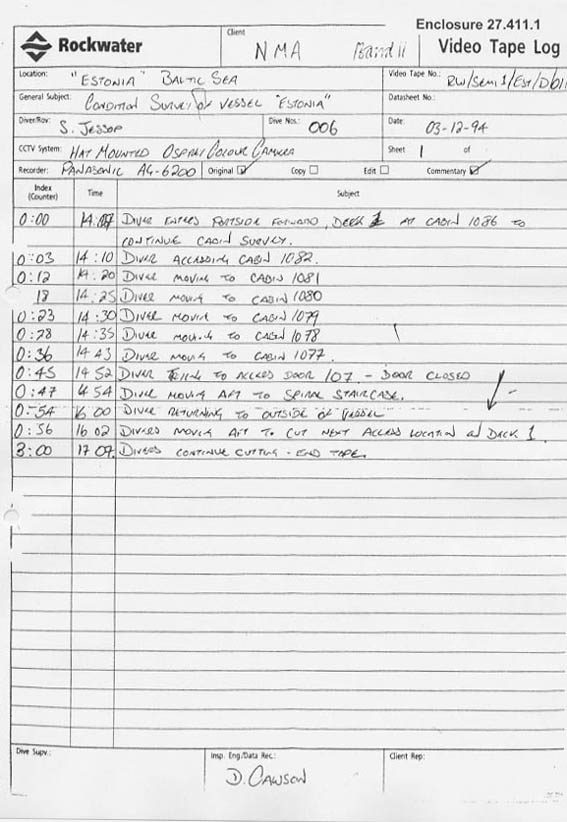 Enclosure 27.411.1
Rockwater
Client
NMA Band II
Video Tape Log
Location: "ESTONIA" BALTIC SEA
Video Tape No.: RW/SEMI 1/EST/D/011
General Subject: CONDITION SURVEY OF VESSEL "ESTONIA"
Datasheet No.:
Diver/Rov: S. JESSOP
Dive Nos.: 006
Date: 03-12-94
CCTV System: HAT MOUNTED OSPREY COLOUR CAMERA
Sheet 1 of
Recorder: PANASONIC AG-6200 Original ☑ Copy ☐ Edit ☐ Commentary ☑
Index (Counter) Time Subject
0:00 14.07 DIVER ENTRES PORTSIDE FORWARD, DECK 1 AT CABIN 1086 TO
CONTINUE CABIN SURVEY.
0:03 14:10 DIVER ACCESSING CABIN 1082.
0:12 14:20 DIVER MOVING TO CABIN 1081
18 14:25 DIVER MOVING TO CABIN 1080
0:23 14:30 DIVER MOVING TO CABIN 1079
0:28 14:35 DIVER MOVING TO CABIN 1078
0:36 14 43 DIVER MOVING TO CABIN 1077.
0:45 14 52 DIVER TO ACCESS DOOR 107 - DOOR CLOSED
0:47 54 DIVER MOVING AFT TO SPIRAL STAIRCASE.
0:54 16 00 DIVER RETURNING TO OUTSIDE OF VESSEL
0:56 16 02 DIVERS MOVING AFT TO CUT NEXT ACCESS LOCATION ON DECK 1.
3:00 17 07 DIVERS CONTINUE CUTTING - END TAPE.
Dive Supv.:
Insp. Eng./Data Rec.:
Client Rep:
D. CAWSON